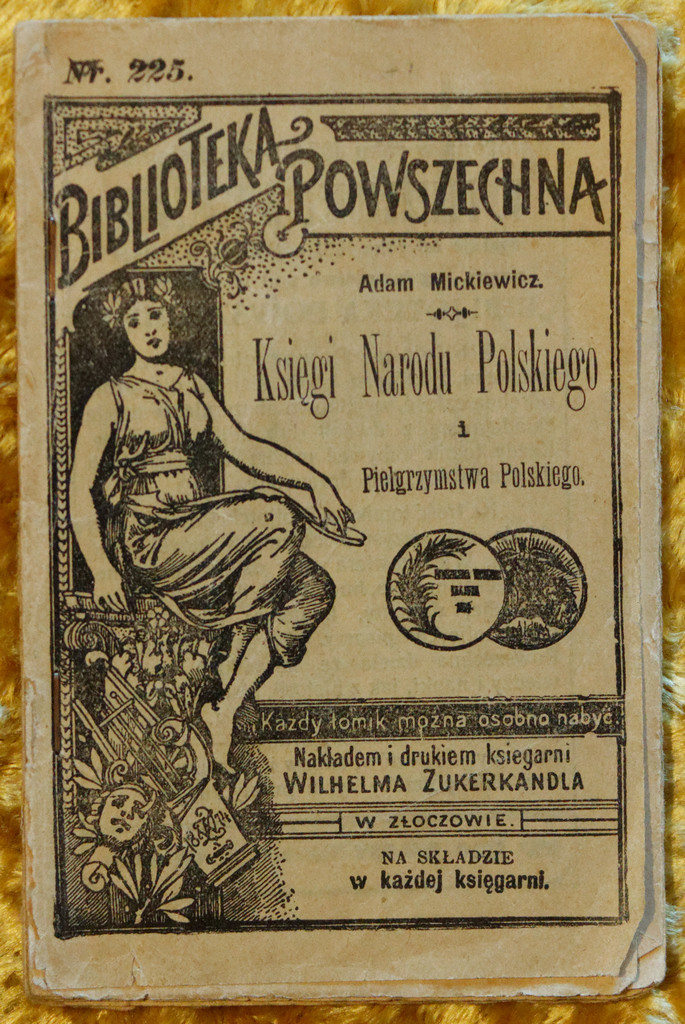 Nr. 225.
BIBLIOTEKA
POWSZECHNA
Adam Mickiewicz.
Księgi Narodu Polskiego
i
Pielgrzymstwa Polskiego.
„Każdy tomik można osobno nabyć.
Nakładem i drukiem księgarni
WILHELMA ZUKERKANDLA
W ZŁOCZOWIE.
NA SKŁADZIE
w każdej księgarni.